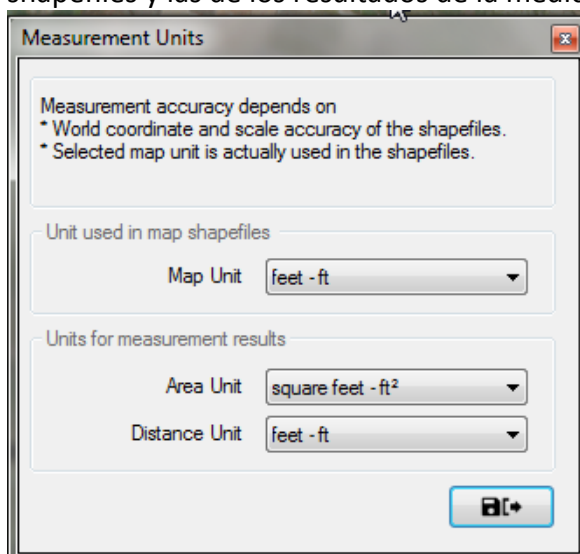 shapefiles y las de los resultados de la
Measurement Units
Measurement accuracy depends on
* World coordinate and scale accuracy of the shapefiles.
* Selected map unit is actually used in the shapefiles.
Unit used in map shapefiles
Map Unit feet - ft
Units for measurement results
Area Unit square feet - ft²
Distance Unit feet - ft